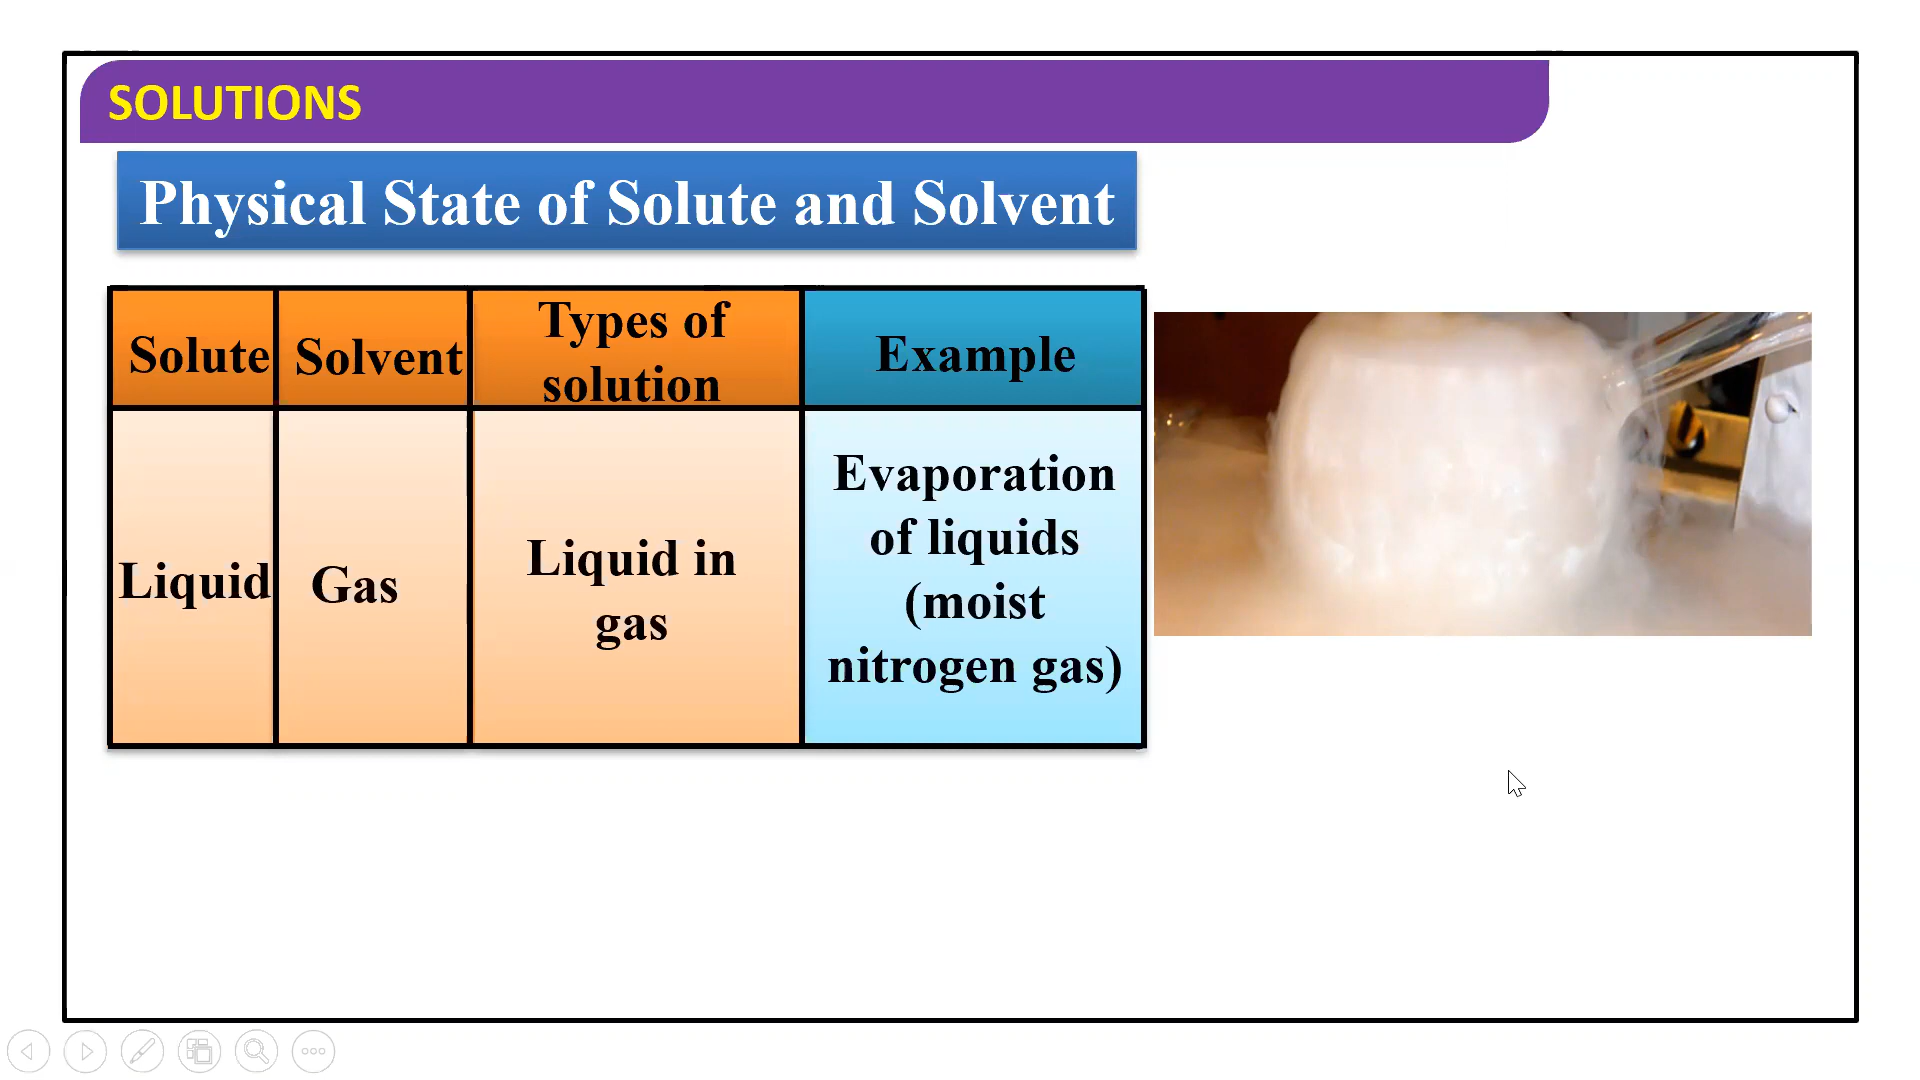 SOLUTIONS
Physical State of Solute and Solvent
Solute
Solvent
Types of
solution
Example
Liquid
Gas
Liquid in
gas
Evaporation
of liquids
(moist
nitrogen gas)